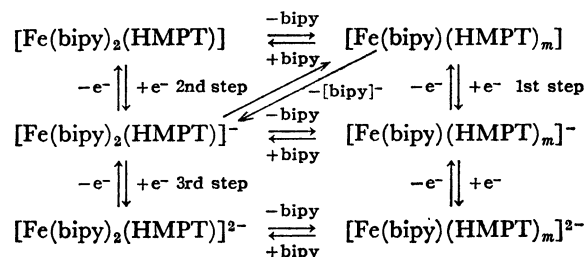 [Fe(bipy)₂(HMPT)] −bipy ⇌ +bipy [Fe(bipy)(HMPT)ₘ]
−e⁻ +e⁻ 2nd step −[bipy]⁻ −e⁻ +e⁻ 1st step
[Fe(bipy)₂(HMPT)]⁻ −bipy ⇌ +bipy [Fe(bipy)(HMPT)ₘ]⁻
−e⁻ +e⁻ 3rd step −e⁻ +e⁻
[Fe(bipy)₂(HMPT)]²⁻ −bipy ⇌ +bipy [Fe(bipy)(HMPT)ₘ]²⁻